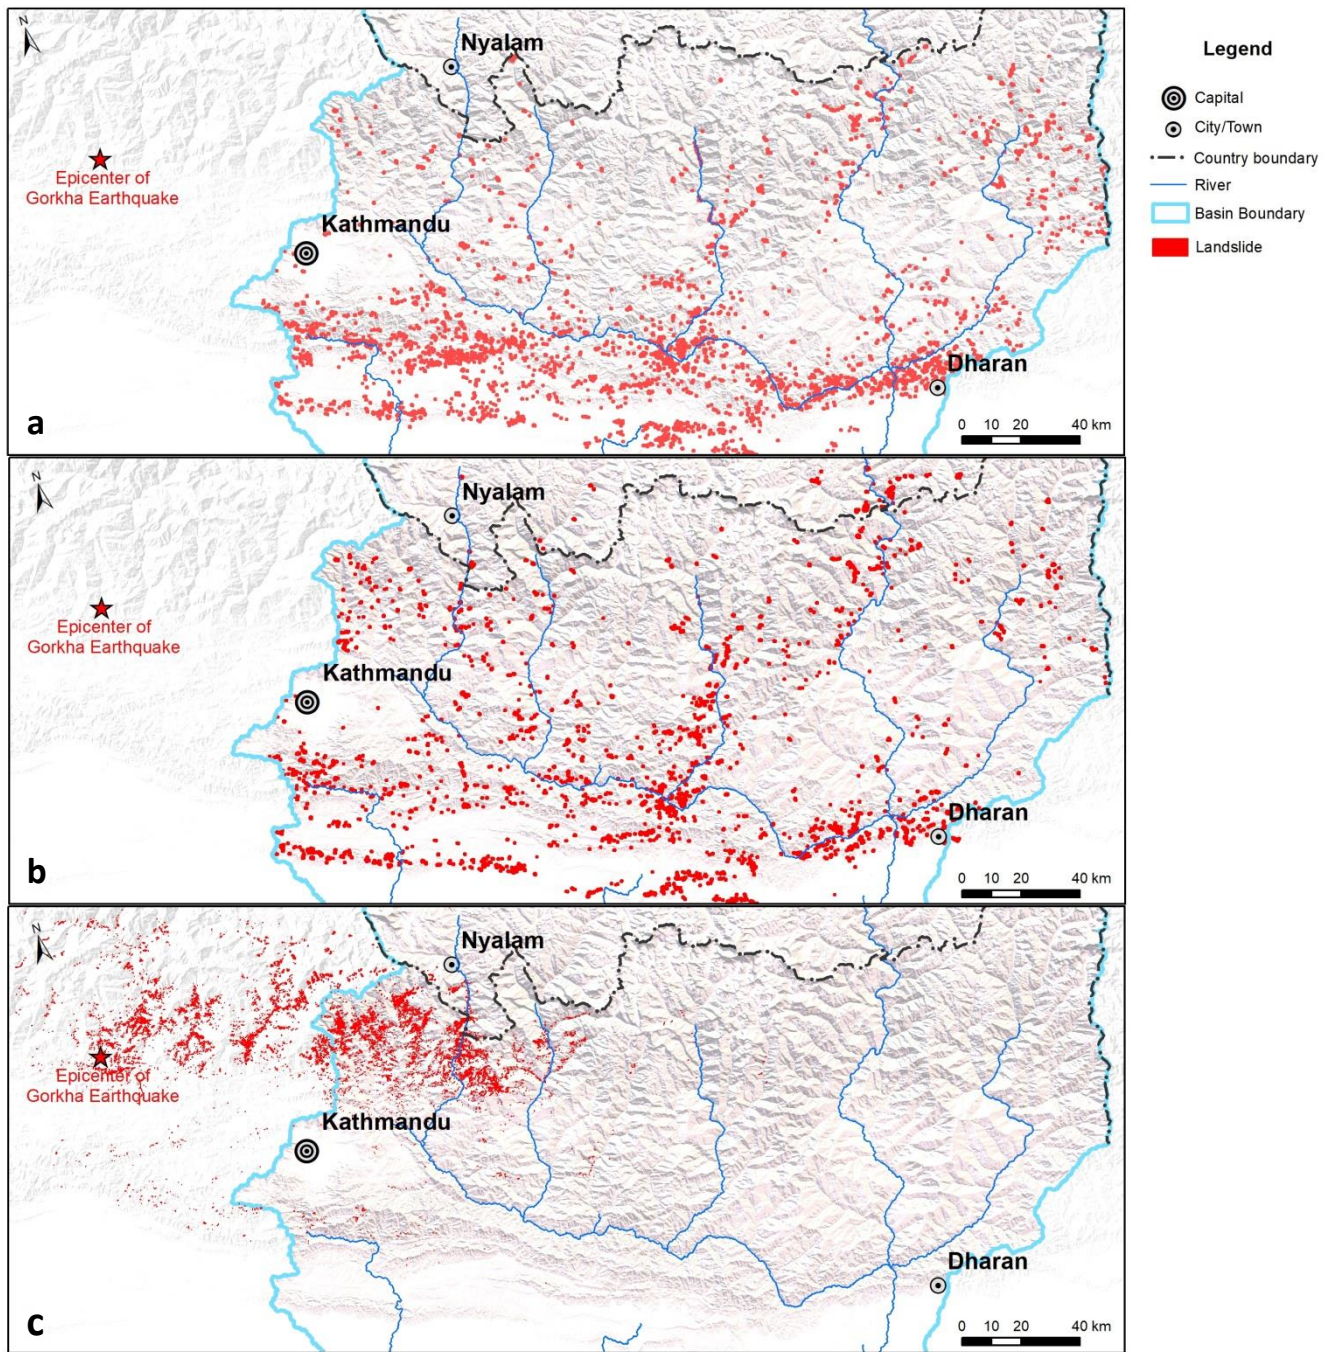 N
Nyalam
Epicenter of
Gorkha Earthquake
Kathmandu
Dharan
0 10 20 40 km
a
Legend
Capital
City/Town
Country boundary
River
Basin Boundary
Landslide
N
Nyalam
Epicenter of
Gorkha Earthquake
Kathmandu
Dharan
0 10 20 40 km
b
N
Nyalam
Epicenter of
Gorkha Earthquake
Kathmandu
Dharan
0 10 20 40 km
c